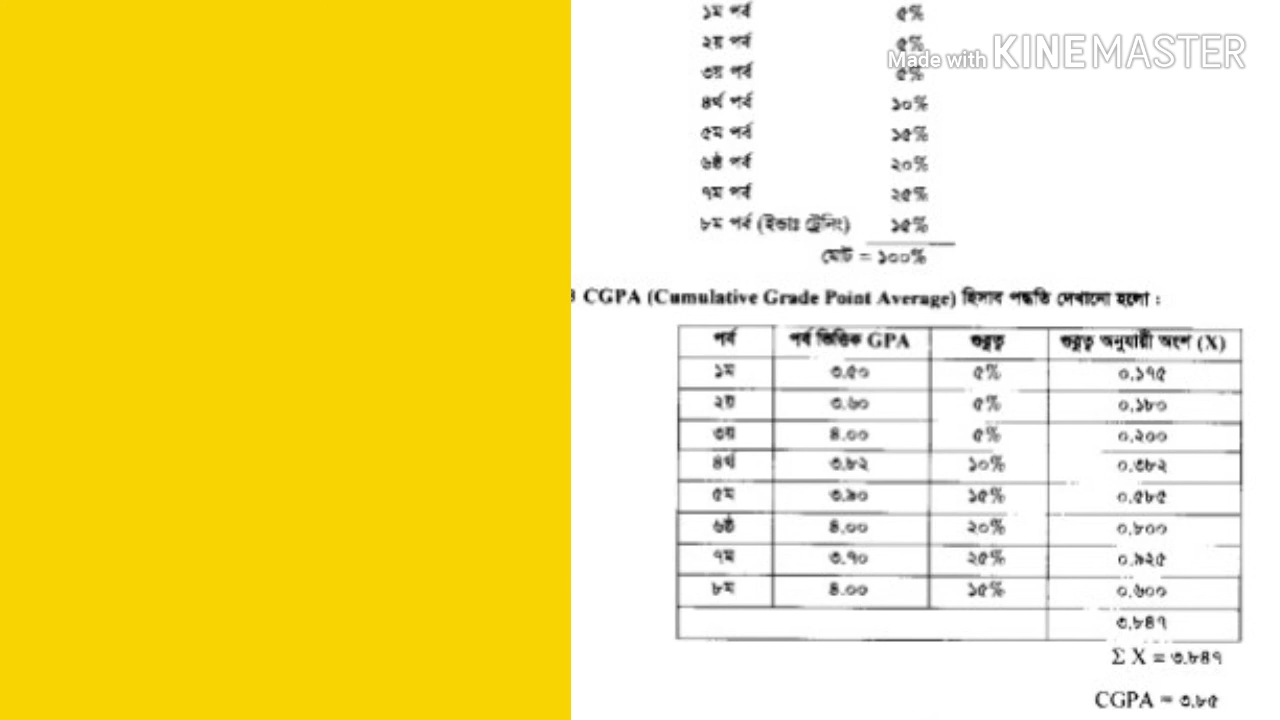 ১ম পর্ব ৫%
২য় পর্ব ৫%
Made with KINEMASTER
৩য় পর্ব ৫%
৪র্থ পর্ব ১০%
৫ম পর্ব ১৫%
৬ষ্ঠ পর্ব ২০%
৭ম পর্ব ২৫%
৮ম পর্ব (ইন্ডাঃ ট্রেনিং) ১৫%
মোট = ১০০%
CGPA (Cumulative Grade Point Average) হিসাব পদ্ধতি দেখানো হলো :
পর্ব পর্ব ভিত্তিক GPA গুরুত্ব গুরুত্ব অনুযায়ী অংশ (X)
১ম ৩.৫০ ৫% ০.১৭৫
২য় ৩.৬০ ৫% ০.১৮০
৩য় ৪.০০ ৫% ০.২০০
৪র্থ ৩.৮২ ১০% ০.৩৮২
৫ম ৩.৯০ ১৫% ০.৫৮৫
৬ষ্ঠ ৪.০০ ২০% ০.৮০০
৭ম ৩.৭০ ২৫% ০.৯২৫
৮ম ৪.০০ ১৫% ০.৬০০
৩.৮৪৭
Σ X = ৩.৮৪৭
CGPA = ৩.৮৫